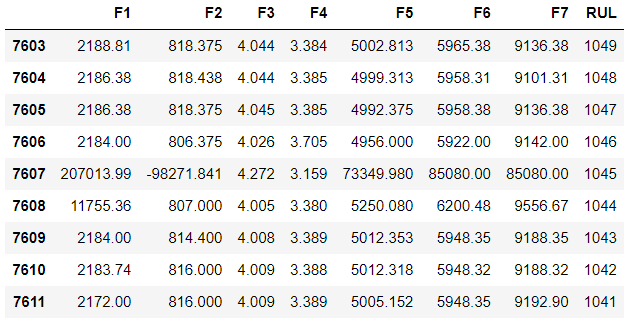 F1 F2 F3 F4 F5 F6 F7 RUL
7603 2188.81 818.375 4.044 3.384 5002.813 5965.38 9136.38 1049
7604 2186.38 818.438 4.044 3.385 4999.313 5958.31 9101.31 1048
7605 2186.38 818.375 4.045 3.385 4992.375 5958.38 9136.38 1047
7606 2184.00 806.375 4.026 3.705 4956.000 5922.00 9142.00 1046
7607 207013.99 -98271.841 4.272 3.159 73349.980 85080.00 85080.00 1045
7608 11755.36 807.000 4.005 3.380 5250.080 6200.48 9556.67 1044
7609 2184.00 814.400 4.008 3.389 5012.353 5948.35 9188.35 1043
7610 2183.74 816.000 4.009 3.388 5012.318 5948.32 9188.32 1042
7611 2172.00 816.000 4.009 3.389 5005.152 5948.35 9192.90 1041